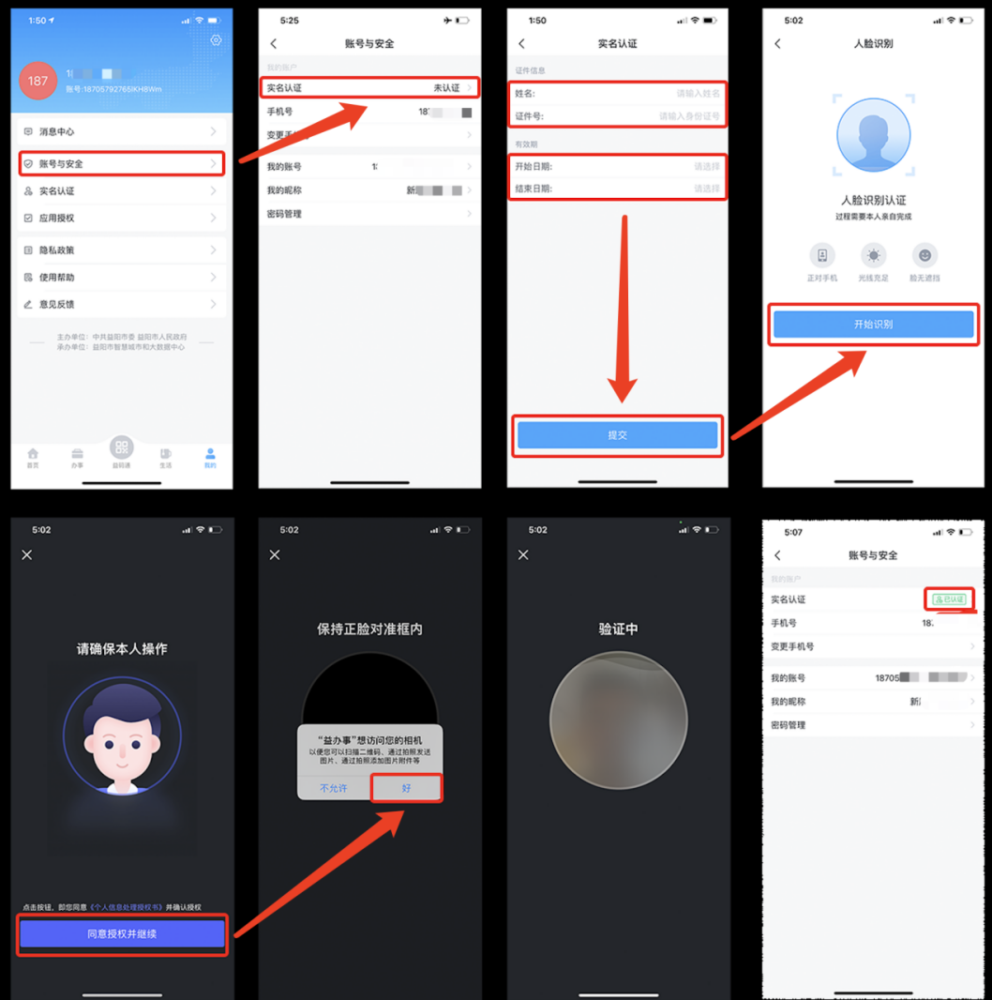 1:50
187
1
账号:18705792765IKH8Wm
消息中心
账号与安全
实名认证
应用授权
隐私政策
使用帮助
意见反馈
主办单位：中共益阳市委 益阳市人民政府
承办单位：益阳市智慧城市和大数据中心
首页
办事
益码通
生活
我的
5:25
账号与安全
我的账户
实名认证 未认证
手机号 18
变更手
我的账号 1
我的昵称 新
密码管理
1:50
实名认证
证件信息
姓名: 请输入姓名
证件号: 请输入身份证号
有效期
开始日期: 请选择
结束日期: 请选择
提交
5:02
人脸识别
人脸识别认证
过程需要本人亲自完成
正对手机
光线充足
脸无遮挡
开始识别
5:02
请确保本人操作
点击按钮，即您同意《个人信息处理授权书》并确认授权
同意授权并继续
5:02
保持正脸对准框内
“益办事”想访问您的相机
以便您可以扫描二维码、通过拍照发送
图片、通过拍照添加图片附件等
不允许
好
5:02
验证中
5:07
账号与安全
我的账户
实名认证 已认证
手机号 18
变更手机号
我的账号 18705
我的昵称 新
密码管理